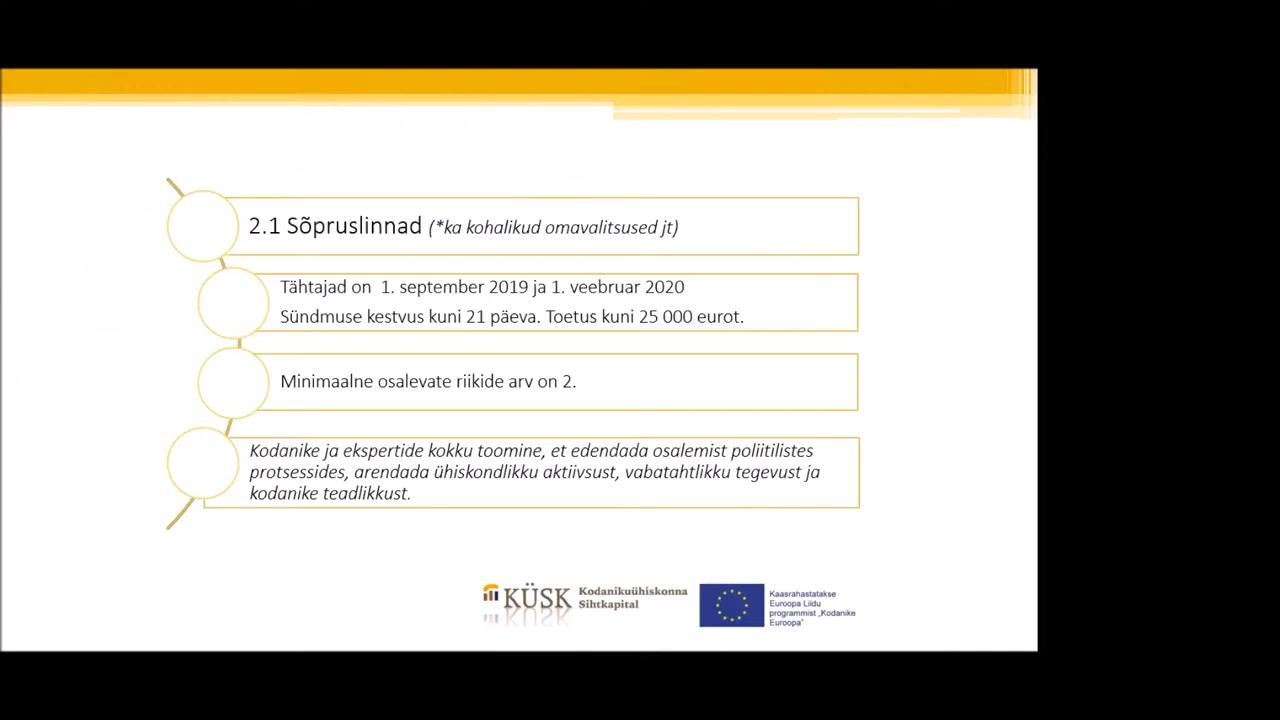 2.1 Sõpruslinnad (*ka kohalikud omavalitsused jt)
Tähtajad on 1. september 2019 ja 1. veebruar 2020
Sündmuse kestvus kuni 21 päeva. Toetus kuni 25 000 eurot.
Minimaalne osalevate riikide arv on 2.
Kodanike ja ekspertide kokku toomine, et edendada osalemist poliitilistes
protsessides, arendada ühiskondlikku aktiivsust, vabatahtlikku tegevust ja
kodanike teadlikkust.
KÜSK
Kodanikuühiskonna
Sihtkapital
Kaasrahastatakse
Euroopa Liidu
programmist „Kodanike
Euroopa"